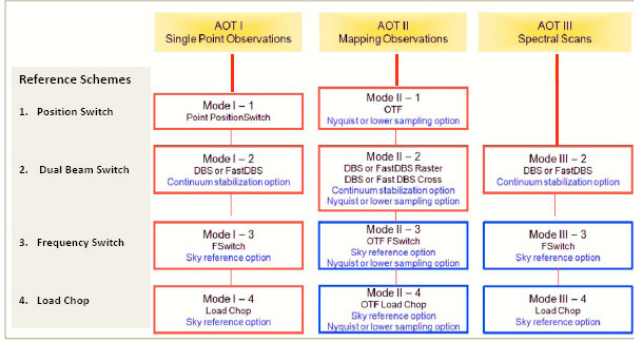 AOT I
Single Point Observations
AOT II
Mapping Observations
AOT III
Spectral Scans
Reference Schemes
1. Position Switch
Mode I – 1
Point PositionSwitch
Mode II – 1
OTF
Nyquist or lower sampling option
2. Dual Beam Switch
Mode I – 2
DBS or FastDBS
Continuum stabilization option
Mode II – 2
DBS or FastDBS Raster
DBS or Fast DBS Cross
Continuum stabilization option
Nyquist or lower sampling option
Mode III – 2
DBS or FastDBS
Continuum stabilization option
3. Frequency Switch
Mode I – 3
FSwitch
Sky reference option
Mode II – 3
OTF FSwitch
Sky reference option
Nyquist or lower sampling option
Mode III – 3
FSwitch
Sky reference option
4. Load Chop
Mode I – 4
Load Chop
Sky reference option
Mode II – 4
OTF Load Chop
Sky reference option
Nyquist or lower sampling option
Mode III – 4
Load Chop
Sky reference option